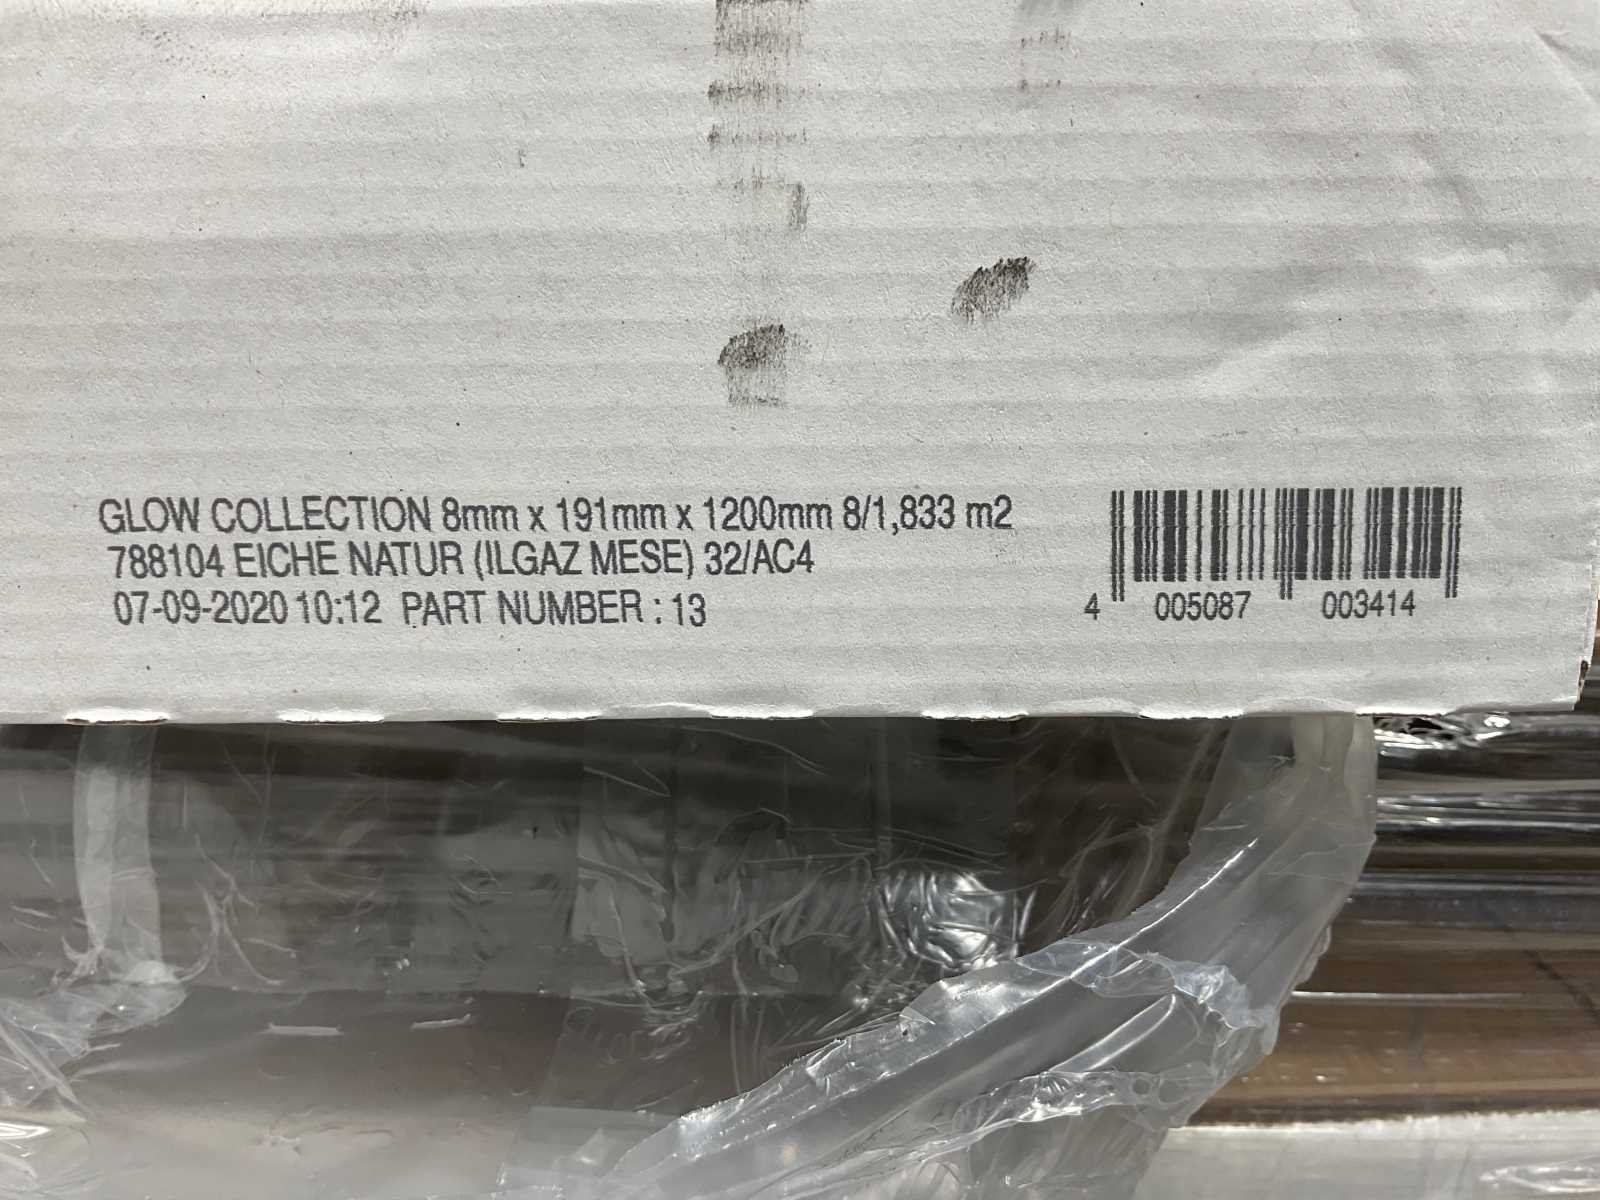 GLOW COLLECTION 8mm x 191mm x 1200mm 8/1,833 m2
788104 EICHE NATUR (ILGAZ MESE) 32/AC4
07-09-2020 10:12 PART NUMBER : 13
4 005087 003414